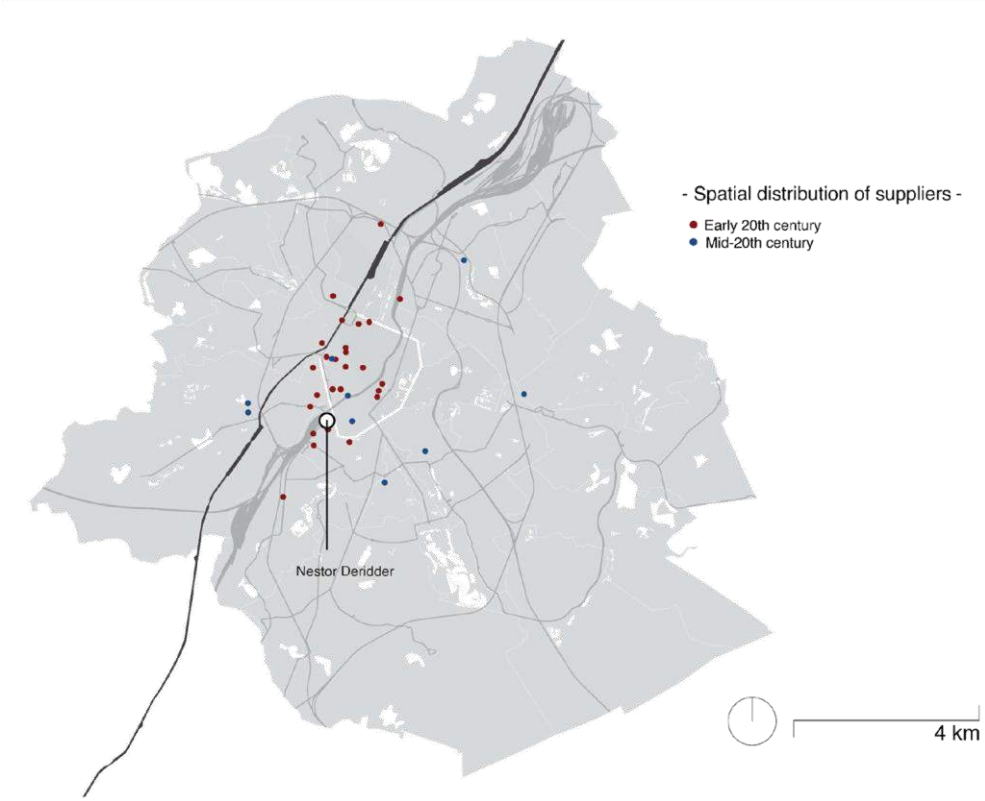 - Spatial distribution of suppliers -
Early 20th century
Mid-20th century
Nestor Deridder
4 km